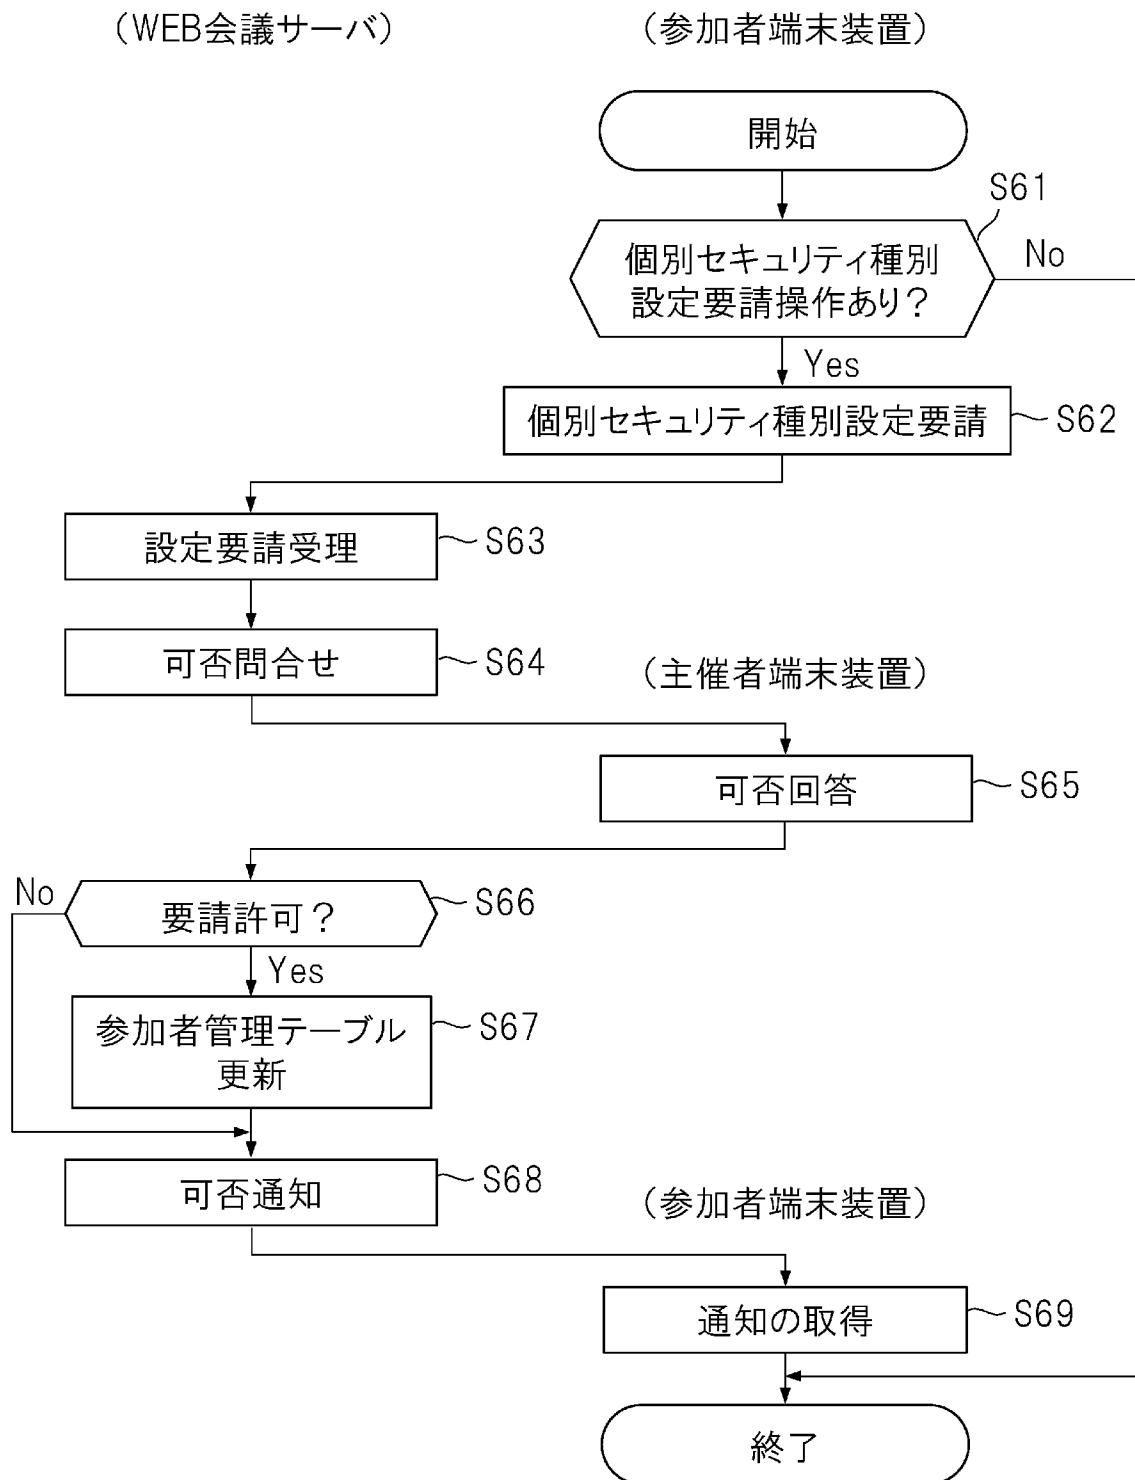 （WEB会議サーバ）
（参加者端末装置）
開始
S61
個別セキュリティ種別
設定要請操作あり？
No
Yes
個別セキュリティ種別設定要請
S62
設定要請受理
S63
可否問合せ
S64
（主催者端末装置）
可否回答
S65
No
要請許可？
S66
Yes
参加者管理テーブル
更新
S67
可否通知
S68
（参加者端末装置）
通知の取得
S69
終了